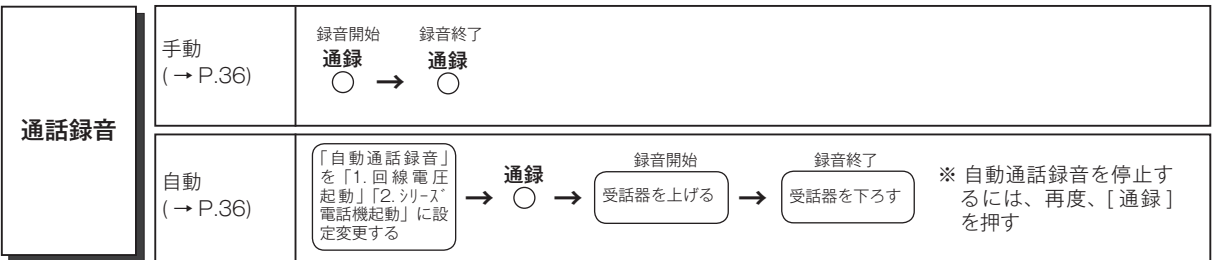 通話録音
手動
(→ P.36)
録音開始 録音終了
通録 通録
○ → ○
自動
(→ P.36)
「自動通話録音」
を「1. 回線電圧
起動」「2. ｼﾘｰｽﾞ
電話機起動」に設
定変更する
→ 通録 ○ →
録音開始
受話器を上げる
→
録音終了
受話器を下ろす
※ 自動通話録音を停止す
るには、再度、[ 通録 ]
を押す